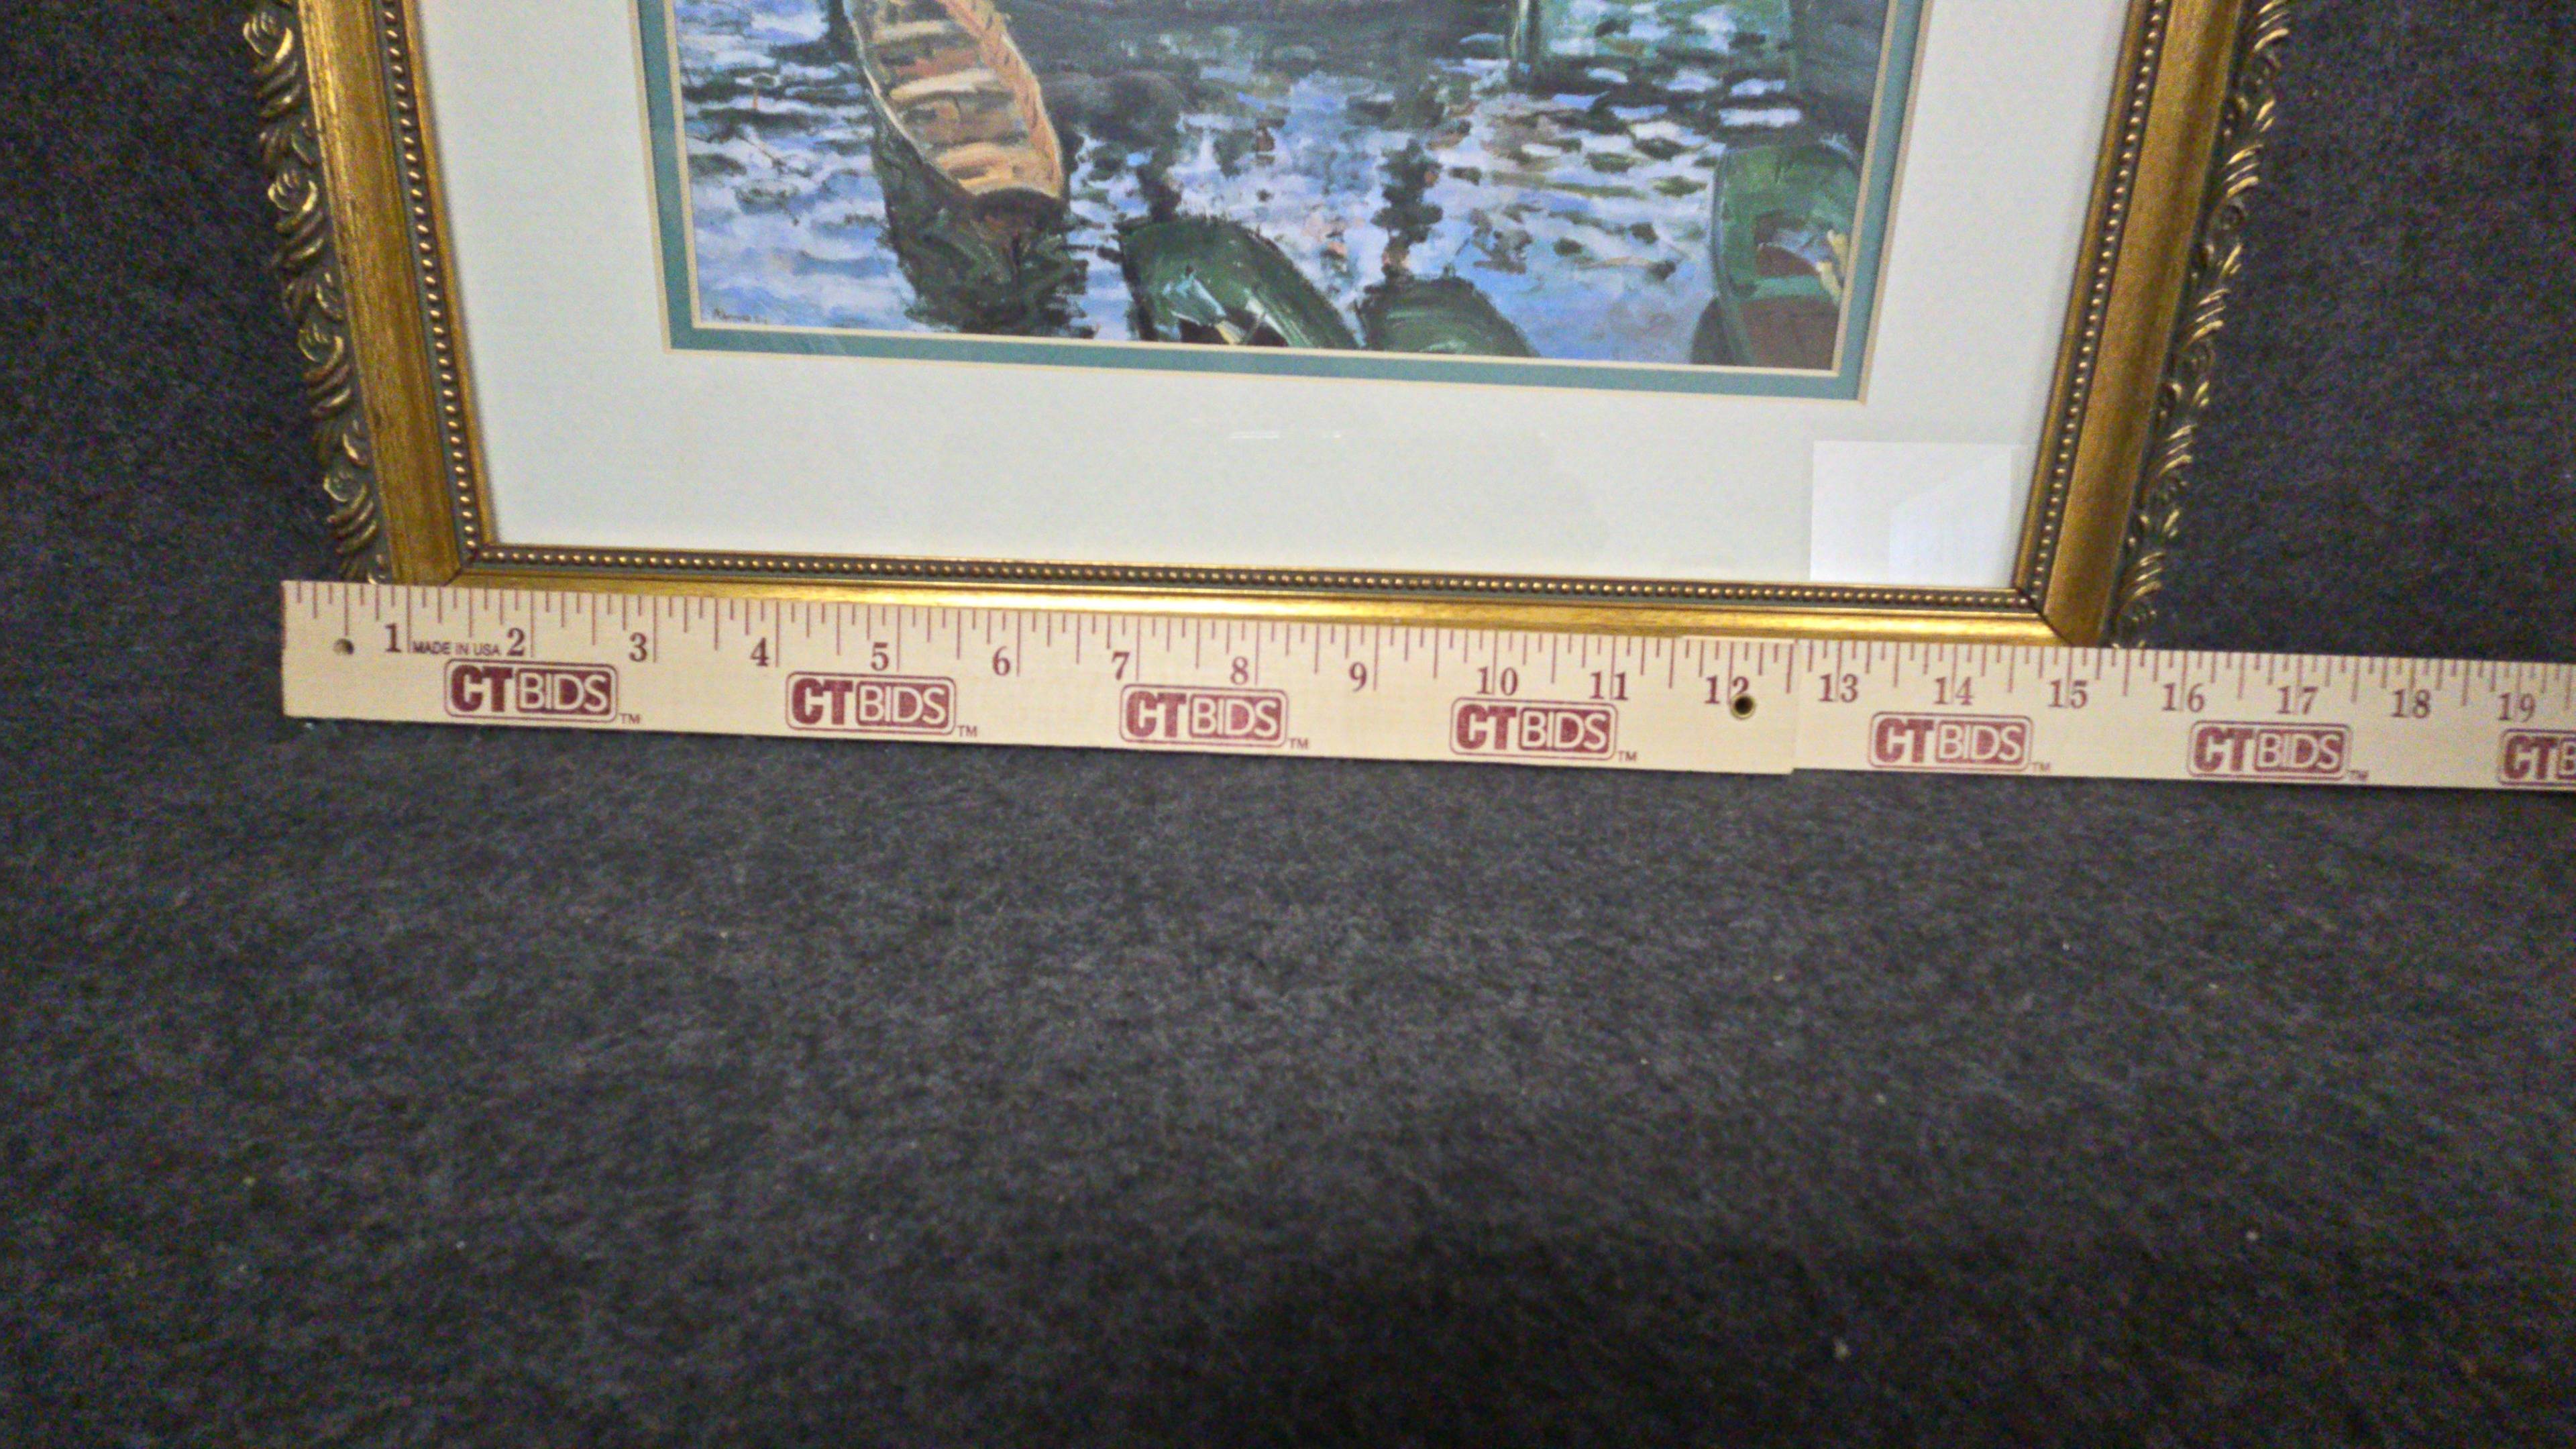 1 MADE IN USA 2 3 4 5 6 7 8 9 10 11 12 13 14 15 16 17 18 19
CTBIDS™ CTBIDS™ CTBIDS™ CTBIDS™ CTBIDS™ CTBIDS™ CTB